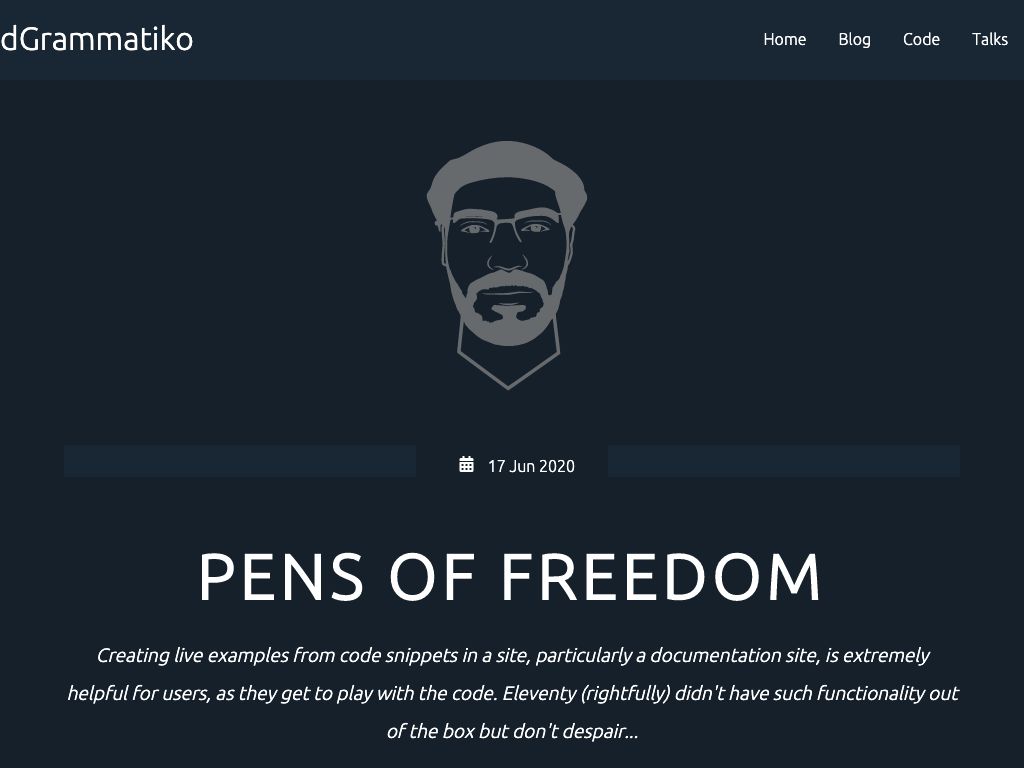 dGrammatiko
Home Blog Code Talks
17 Jun 2020
PENS OF FREEDOM
Creating live examples from code snippets in a site, particularly a documentation site, is extremely
helpful for users, as they get to play with the code. Eleventy (rightfully) didn't have such functionality out
of the box but don't despair...